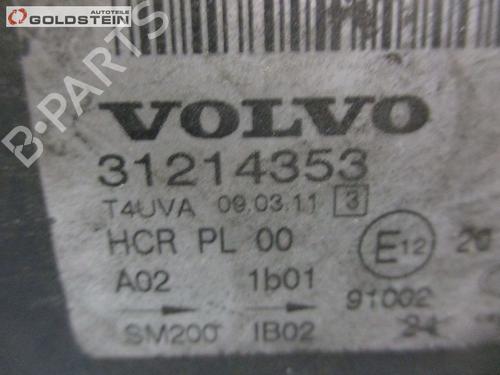 Autoteile
GOLDSTEIN
B-PARTS
VOLVO
31214353
T4UVA 09.03.11 3
HCR PL 00 E12 20
A02 1b01 91002
SM200 IB02 24